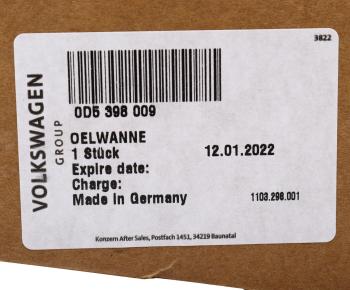 3822
VOLKSWAGEN
GROUP
0D5 398 009
OELWANNE
1 Stück 12.01.2022
Expire date:
Charge:
Made in Germany 1103.298.001
Konzern After Sales, Postfach 1451, 34219 Baunatal